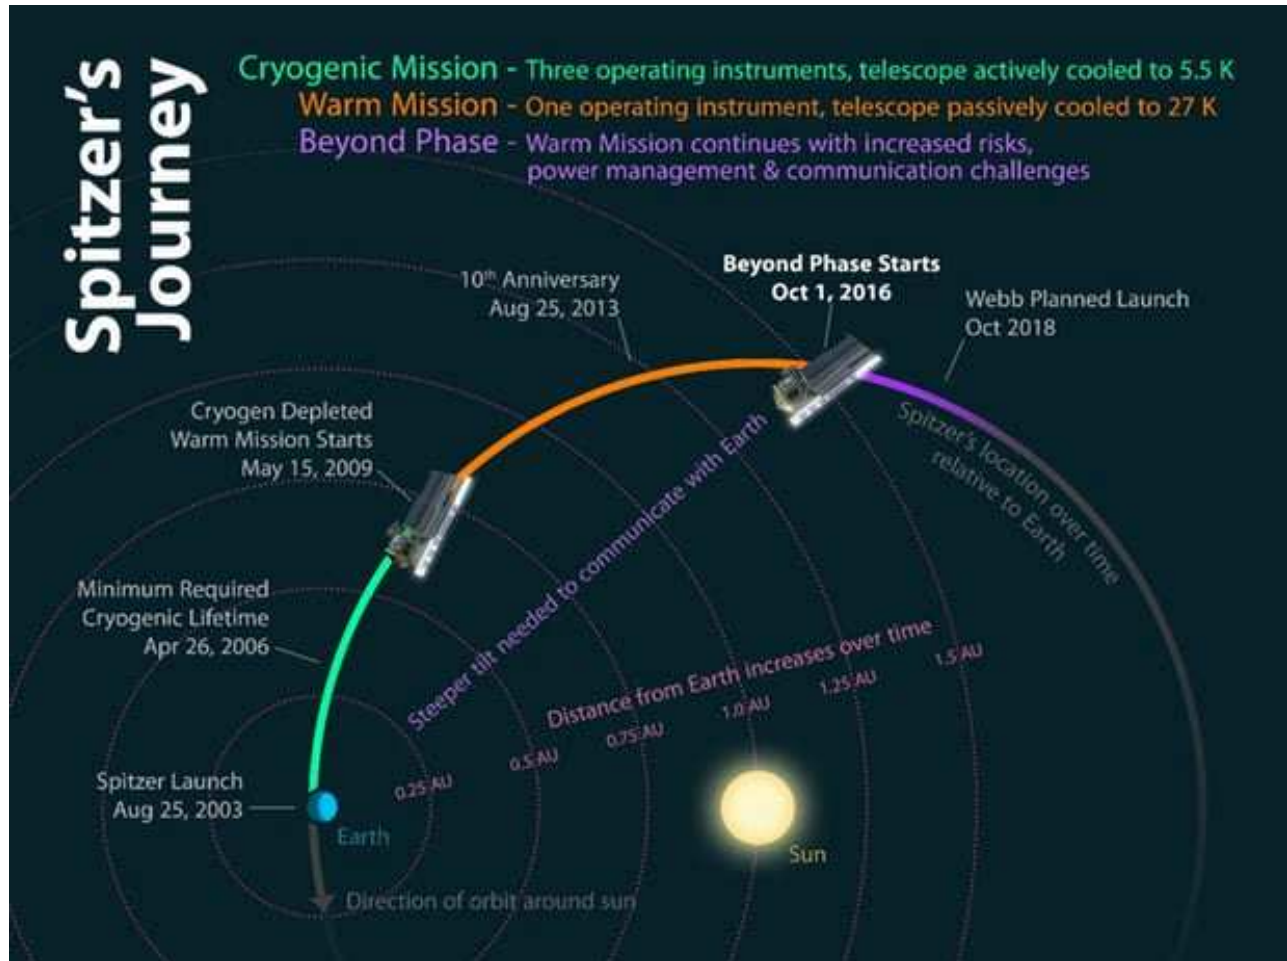 Spitzer's
Journey
Cryogenic Mission - Three operating instruments, telescope actively cooled to 5.5 K
Warm Mission - One operating instrument, telescope passively cooled to 27 K
Beyond Phase - Warm Mission continues with increased risks,
power management & communication challenges
10th Anniversary
Aug 25, 2013
Beyond Phase Starts
Oct 1, 2016
Webb Planned Launch
Oct 2018
Cryogen Depleted
Warm Mission Starts
May 15, 2009
Spitzer's location over time
relative to Earth
Steeper tilt needed to communicate with Earth
Minimum Required
Cryogenic Lifetime
Apr 26, 2006
Distance from Earth increases over time
0.25 AU
0.5 AU
0.75 AU
1.0 AU
1.25 AU
1.5 AU
Spitzer Launch
Aug 25, 2003
Earth
Sun
Direction of orbit around sun